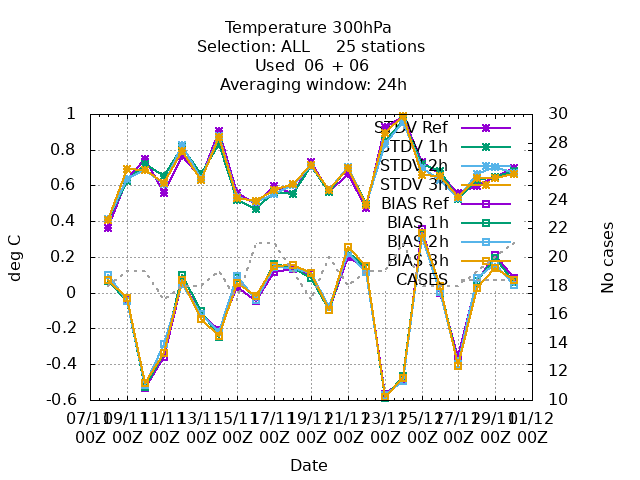 Temperature 300hPa
Selection: ALL     25 stations
Used  06 + 06
Averaging window: 24h
1
0.8
0.6
0.4
0.2
0
-0.2
-0.4
-0.6
deg C
30
28
26
24
22
20
18
16
14
12
10
No cases
STDV Ref
STDV 1h
STDV 2h
STDV 3h
BIAS Ref
BIAS 1h
BIAS 2h
BIAS 3h
CASES
07/11 09/11 11/11 13/11 15/11 17/11 19/11 21/11 23/11 25/11 27/11 29/11 01/12
00Z 00Z 00Z 00Z 00Z 00Z 00Z 00Z 00Z 00Z 00Z 00Z 00Z
Date